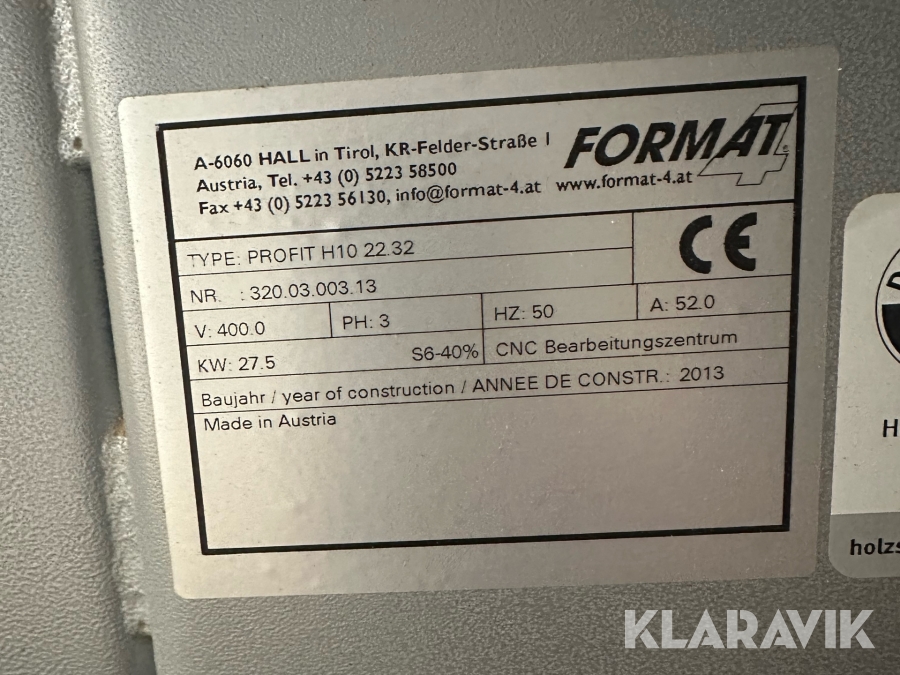 A-6060 HALL in Tirol, KR-Felder-Straße 1
Austria, Tel. +43 (0) 5223 58500
Fax +43 (0) 5223 56130, info@format-4.at
FORMAT 4
www.format-4.at
TYPE: PROFIT H10 22.32
CE
NR. : 320.03.003.13
V: 400.0 PH: 3 HZ: 50 A: 52.0
KW: 27.5 S6-40% CNC Bearbeitungszentrum
Baujahr / year of construction / ANNEE DE CONSTR.: 2013
Made in Austria
KLARAVIK